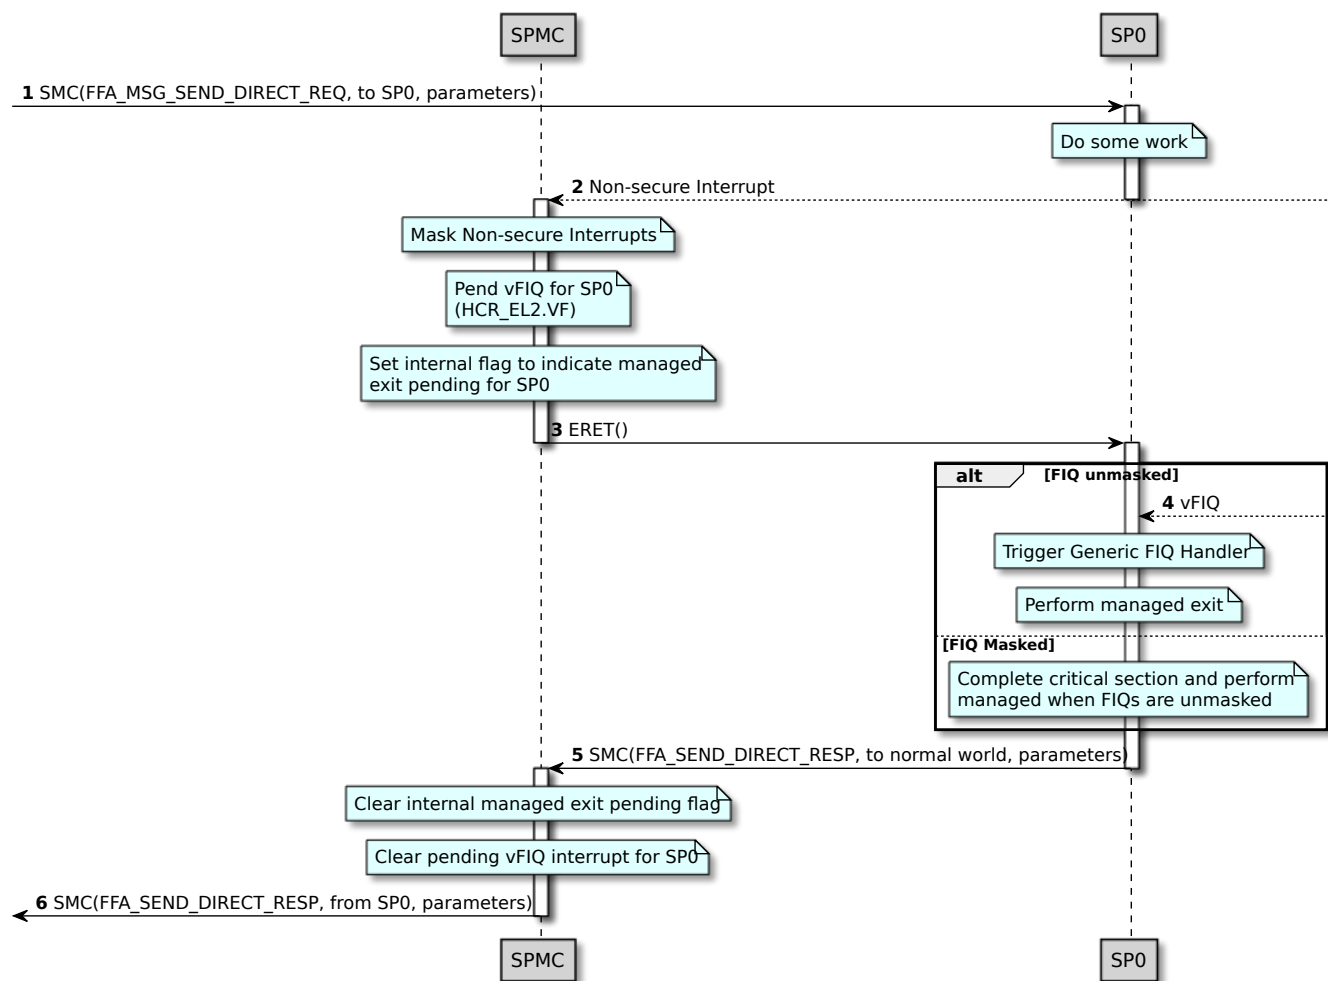 SPMC
SP0
1 SMC(FFA_MSG_SEND_DIRECT_REQ, to SP0, parameters)
Do some work
2 Non-secure Interrupt
Mask Non-secure Interrupts
Pend vFIQ for SP0
(HCR_EL2.VF)
Set internal flag to indicate managed
exit pending for SP0
3 ERET()
alt
[FIQ unmasked]
4 vFIQ
Trigger Generic FIQ Handler
Perform managed exit
[FIQ Masked]
Complete critical section and perform
managed when FIQs are unmasked
5 SMC(FFA_SEND_DIRECT_RESP, to normal world, parameters)
Clear internal managed exit pending flag
Clear pending vFIQ interrupt for SP0
6 SMC(FFA_SEND_DIRECT_RESP, from SP0, parameters)
SPMC
SP0